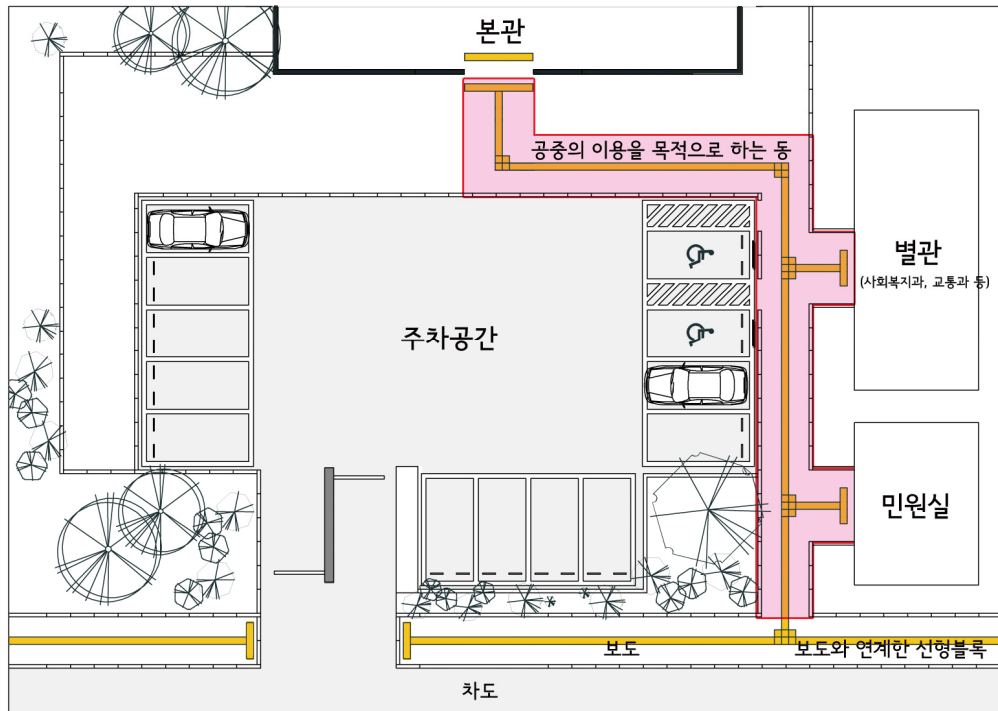 본관
공중의 이용을 목적으로 하는 동
별관
(사회복지과, 교통과 등)
주차공간
민원실
보도
보도와 연계한 선형블록
차도